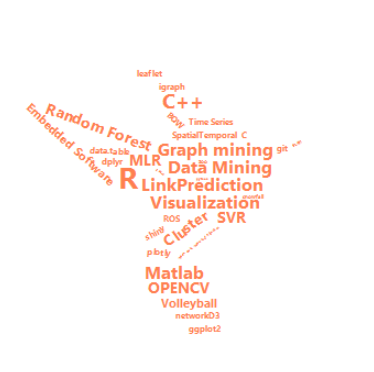 leaflet
igraph
C++
BOW
Time Series
Random Forest
Embedded Software
SpatialTemporal C
Graph mining
git
data.table
dplyr
MLR
Data Mining
R
LinkPrediction
Visualization
ROS
Cluster
SVR
shiny
plotly
Matlab
OPENCV
Volleyball
networkD3
ggplot2